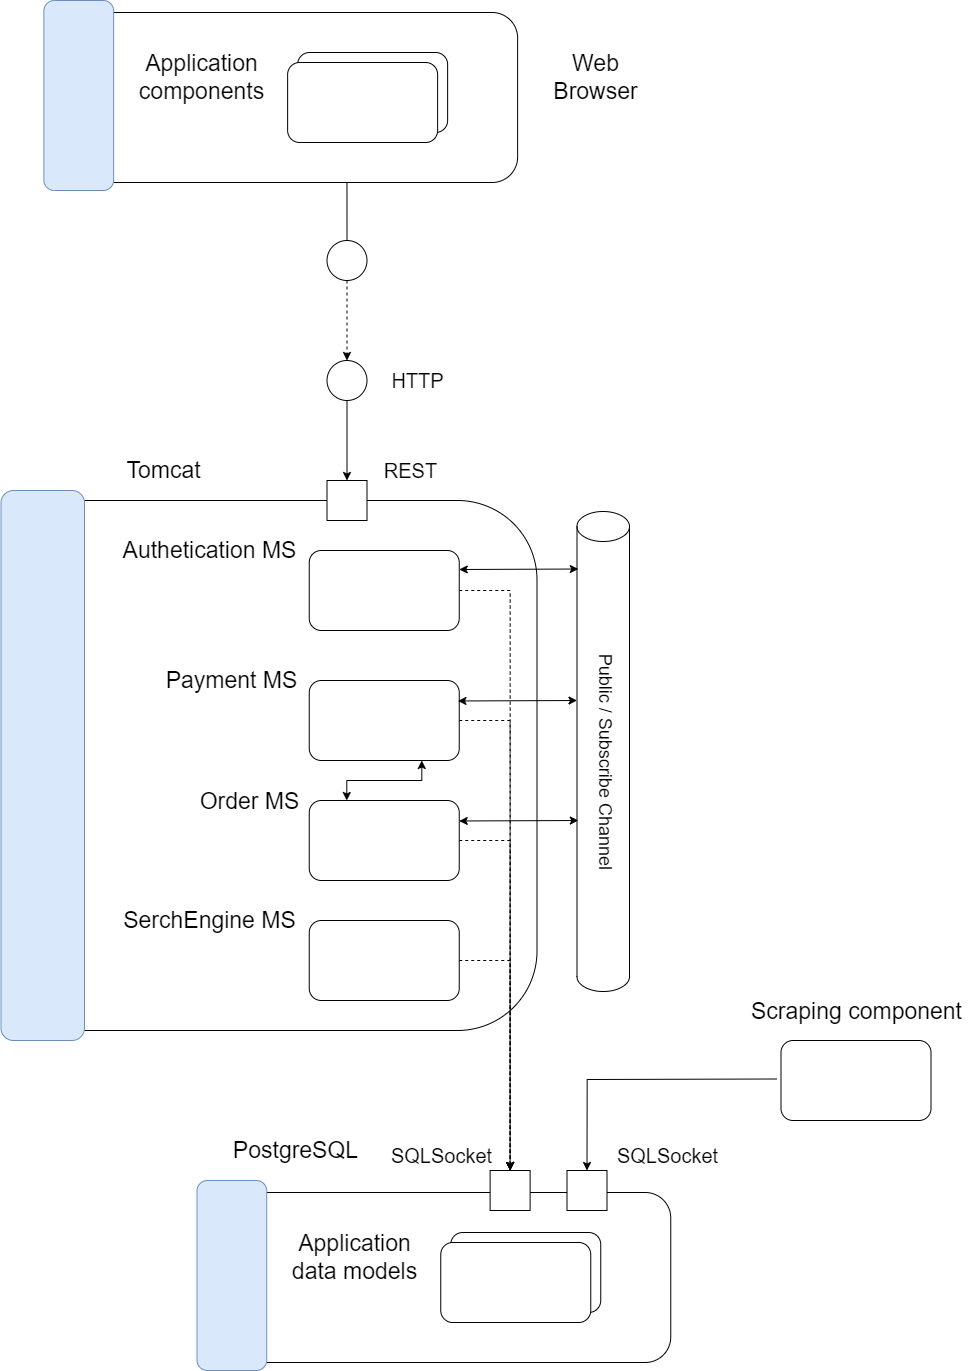 Application
components
Web
Browser
HTTP
Tomcat
REST
Authetication MS
Payment MS
Public / Subscribe Channel
Order MS
SerchEngine MS
Scraping component
PostgreSQL
SQLSocket
SQLSocket
Application
data models